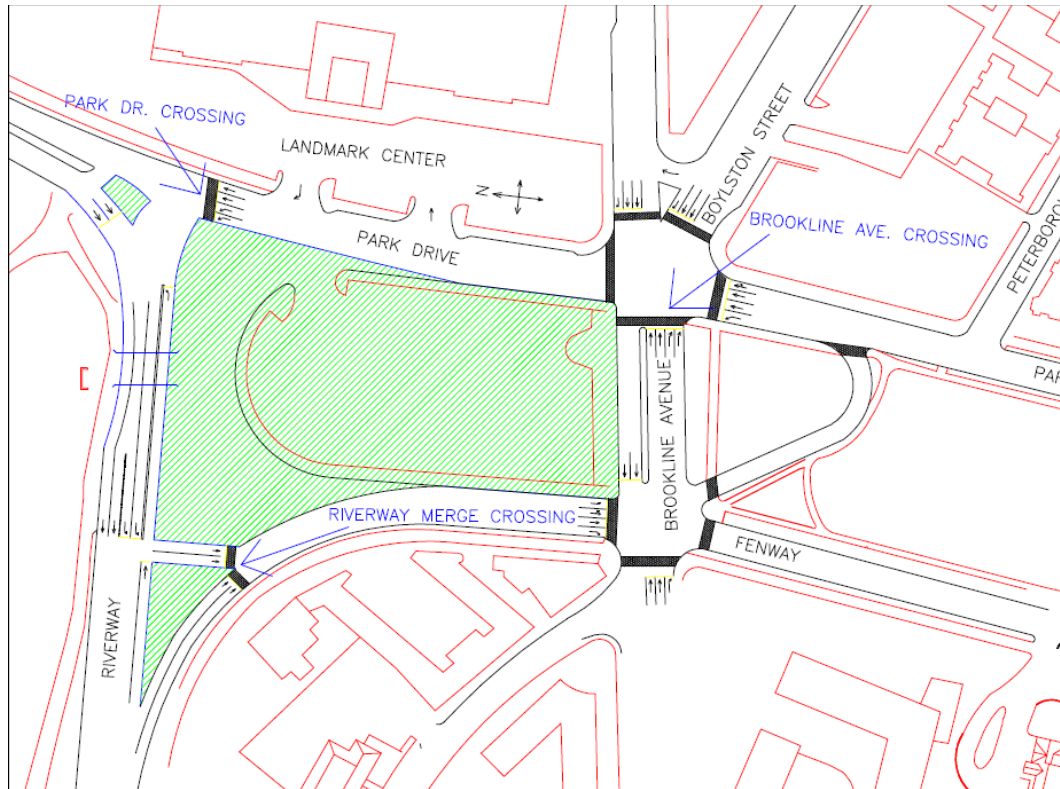 PARK DR. CROSSING
LANDMARK CENTER
BOYLSTON STREET
N
BROOKLINE AVE. CROSSING
PARK DRIVE
PETERBORO
PAR
BROOKLINE AVENUE
RIVERWAY MERGE CROSSING
FENWAY
RIVERWAY